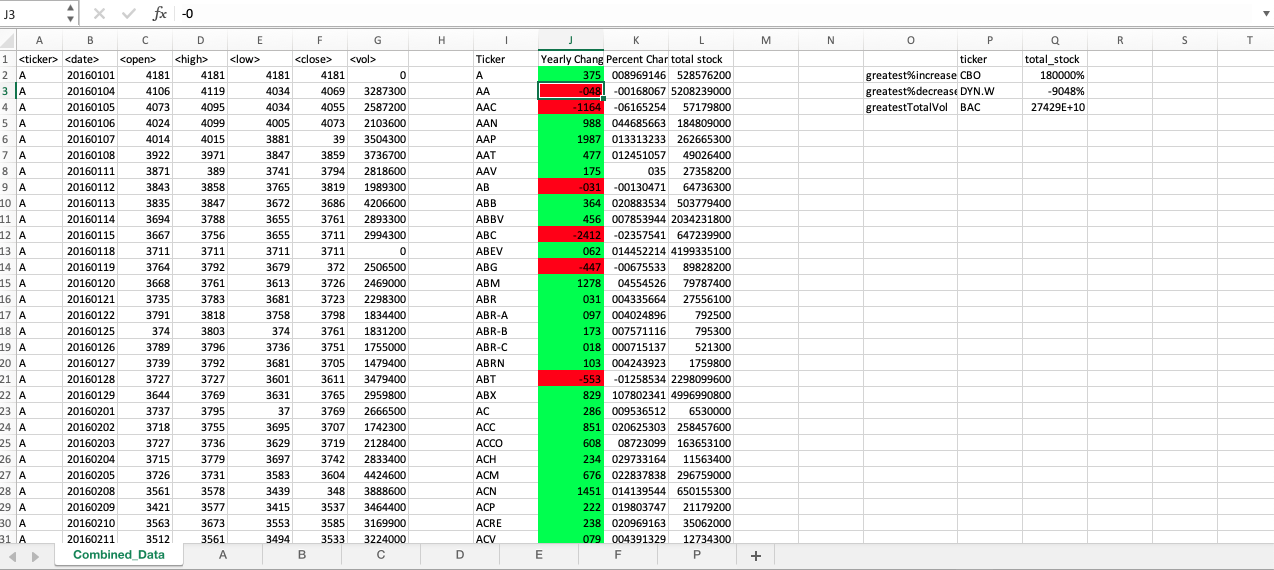 J3 fx -0
A B C D E F G H I J K L M N O P Q R S T
1 <ticker> <date> <open> <high> <low> <close> <vol> Ticker Yearly Chang Percent Char total stock ticker total_stock
2 A 20160101 4181 4181 4181 4181 0 A 375 008969146 528576200 greatest%increase CBO 180000%
3 A 20160104 4106 4119 4034 4069 3287300 AA -048 -00168067 5208239000 greatest%decrease DYN.W -9048%
4 A 20160105 4073 4095 4034 4055 2587200 AAC -1164 -06165254 57179800 greatestTotalVol BAC 27429E+10
5 A 20160106 4024 4099 4005 4073 2103600 AAN 988 044685663 184809000
6 A 20160107 4014 4015 3881 39 3504300 AAP 1987 013313233 262665300
7 A 20160108 3922 3971 3847 3859 3736700 AAT 477 012451057 49026400
8 A 20160111 3871 389 3741 3794 2818600 AAV 175 035 27358200
9 A 20160112 3843 3858 3765 3819 1989300 AB -031 -00130471 64736300
10 A 20160113 3835 3847 3672 3686 4206600 ABB 364 020883534 503779400
11 A 20160114 3694 3788 3655 3761 2893300 ABBV 456 007853944 2034231800
12 A 20160115 3667 3756 3655 3711 2994300 ABC -2412 -02357541 647239900
13 A 20160118 3711 3711 3711 3711 0 ABEV 062 014452214 4199335100
14 A 20160119 3764 3792 3679 372 2506500 ABG -447 -00675533 89828200
15 A 20160120 3668 3761 3613 3726 2469000 ABM 1278 04554526 79787400
16 A 20160121 3735 3783 3681 3723 2298300 ABR 031 004335664 27556100
17 A 20160122 3791 3818 3758 3798 1834400 ABR-A 097 004024896 792500
18 A 20160125 374 3803 374 3761 1831200 ABR-B 173 007571116 795300
19 A 20160126 3789 3796 3736 3751 1755000 ABR-C 018 000715137 521300
20 A 20160127 3739 3792 3681 3705 1479400 ABRN 103 004243923 1759800
21 A 20160128 3727 3727 3601 3611 3479400 ABT -553 -01258534 2298099600
22 A 20160129 3644 3769 3631 3765 2959800 ABX 829 107802341 4996990800
23 A 20160201 3737 3795 37 3769 2666500 AC 286 009536512 6530000
24 A 20160202 3718 3755 3695 3707 1742300 ACC 851 020625303 258457600
25 A 20160203 3727 3736 3629 3719 2128400 ACCO 608 08723099 163653100
26 A 20160204 3715 3779 3697 3742 2833400 ACH 234 029733164 11563400
27 A 20160205 3726 3731 3583 3604 4424600 ACM 676 022837838 296759000
28 A 20160208 3561 3578 3439 348 3888600 ACN 1451 014139544 650155300
29 A 20160209 3421 3577 3415 3537 3464400 ACP 222 019803747 21179200
30 A 20160210 3563 3673 3553 3585 3169900 ACRE 238 020969163 35062000
31 A 20160211 3512 3561 3494 3533 3224000 ACV 079 004391329 12734300
Combined_Data A B C D E F P +